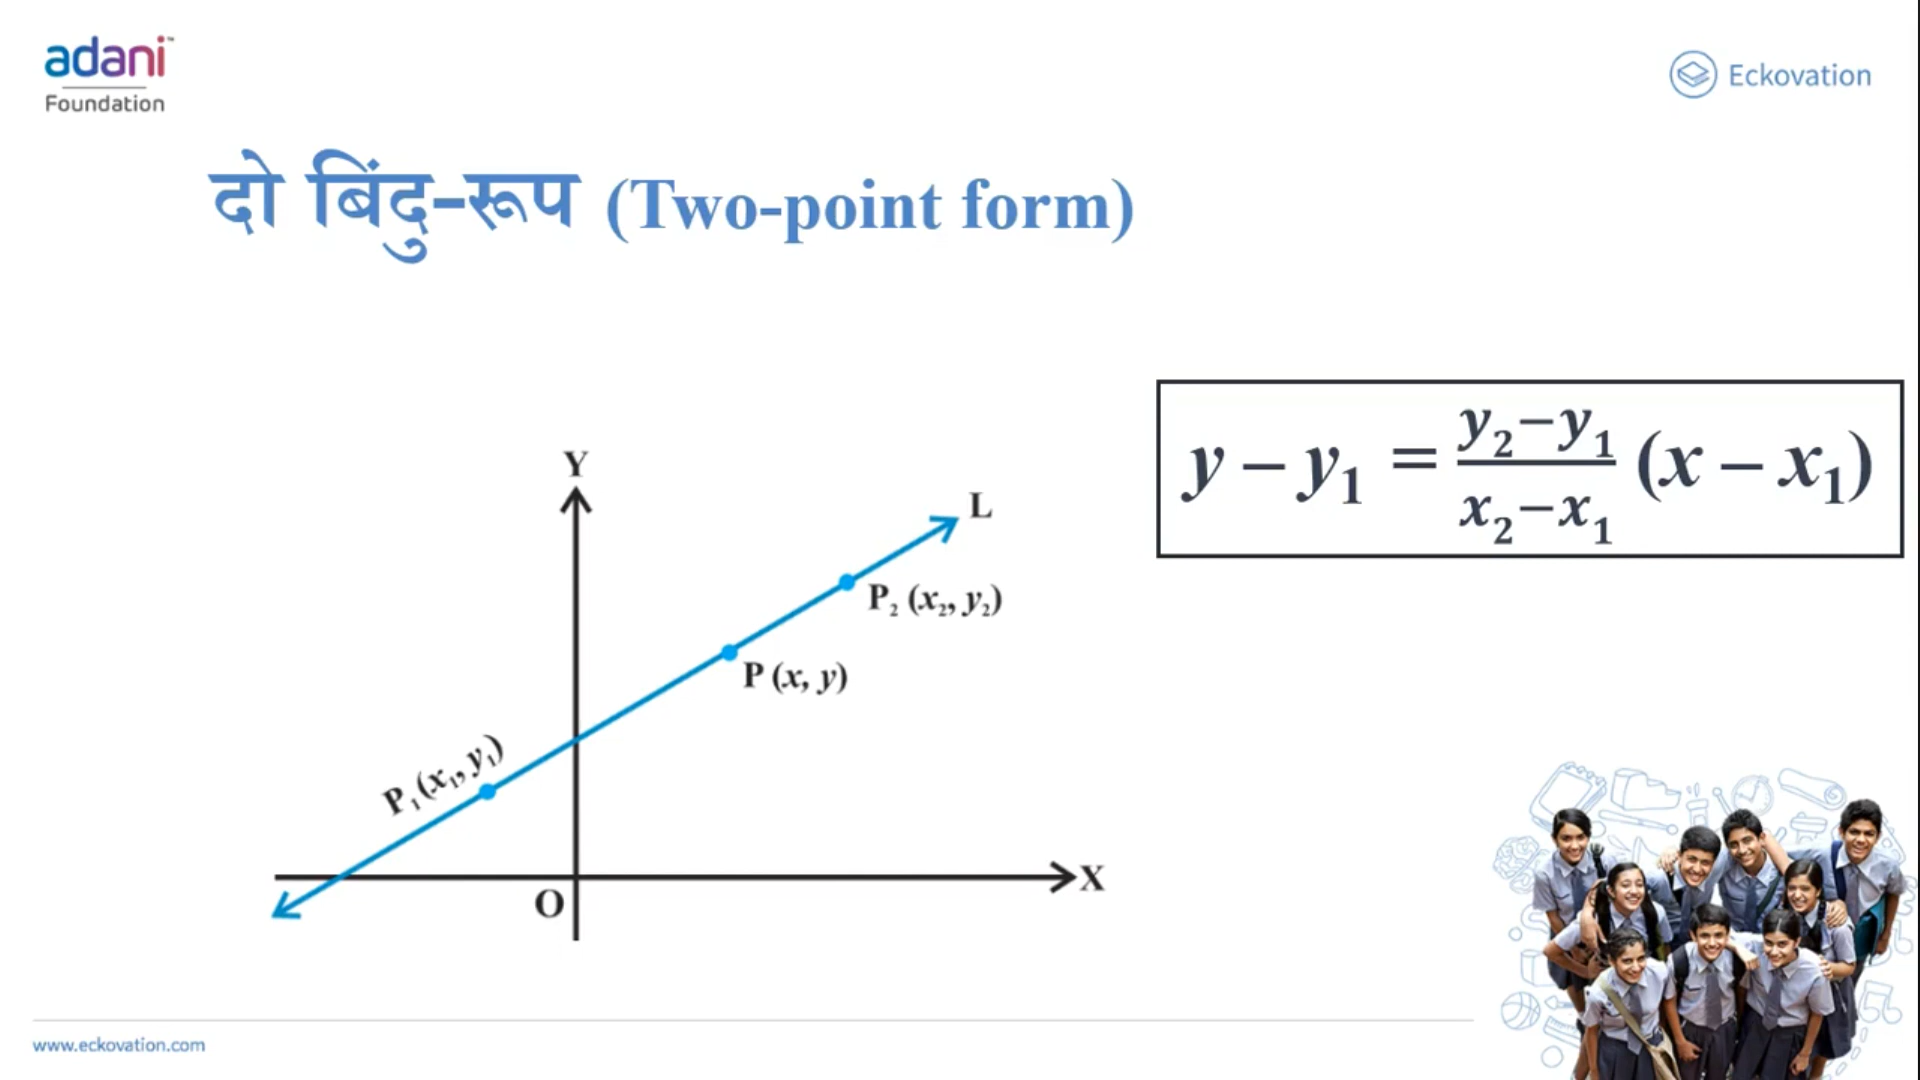 adani™
Foundation
Eckovation
दो बिंदु-रूप (Two-point form)
y – y₁ = y₂–y₁ / x₂–x₁ (x – x₁)
Y
L
P₂ (x₂, y₂)
P (x, y)
P₁ (x₁, y₁)
X
O
www.eckovation.com